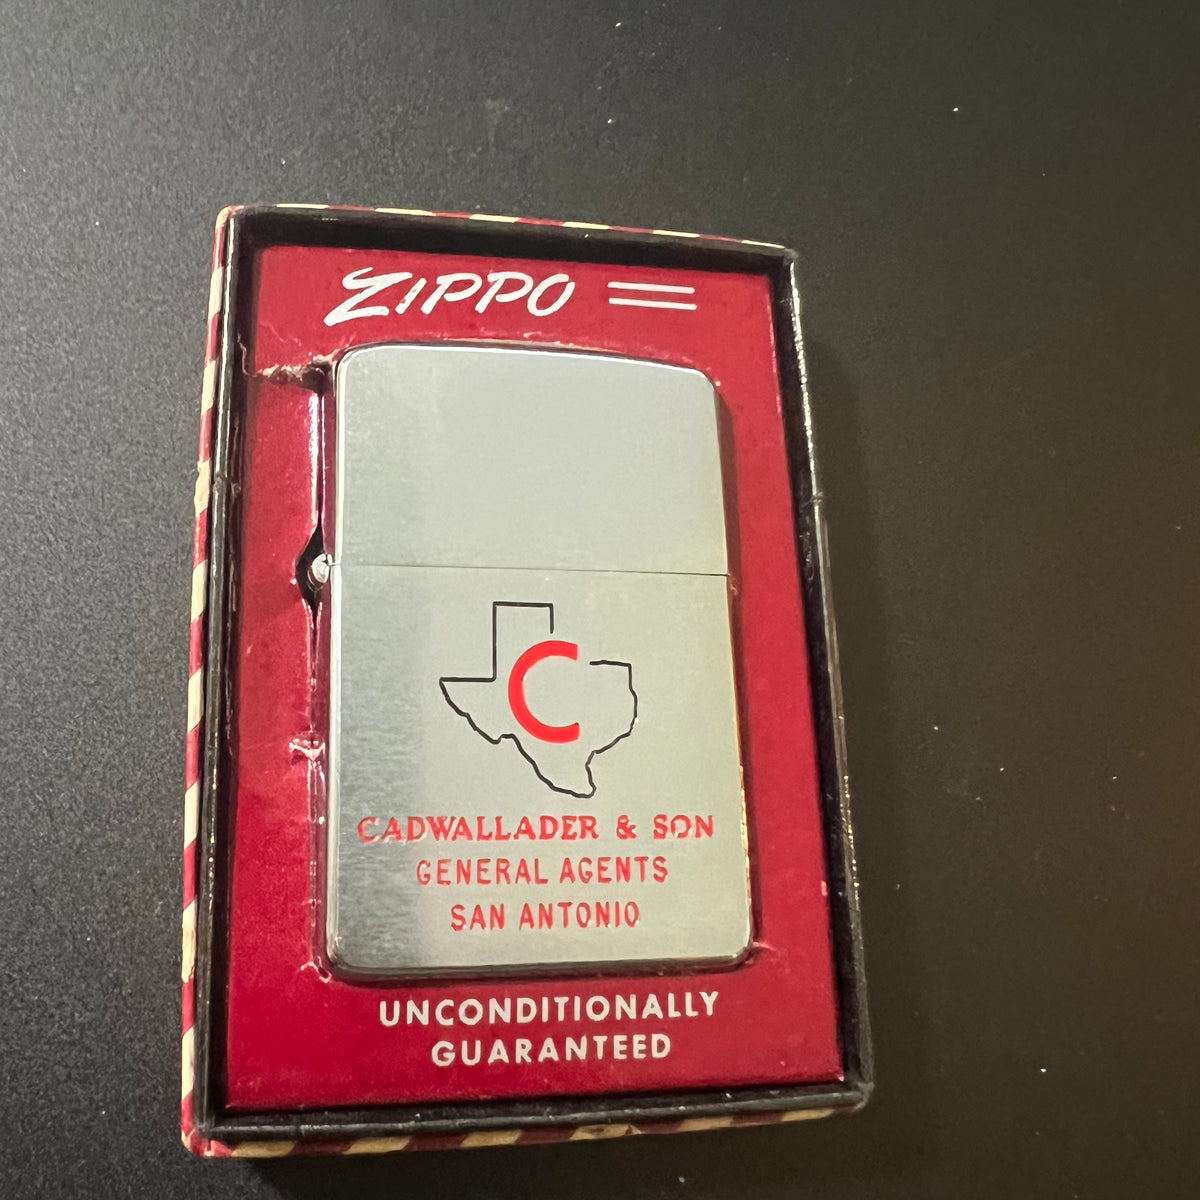 ZIPPO
C
CADWALLADER & SON
GENERAL AGENTS
SAN ANTONIO
UNCONDITIONALLY
GUARANTEED